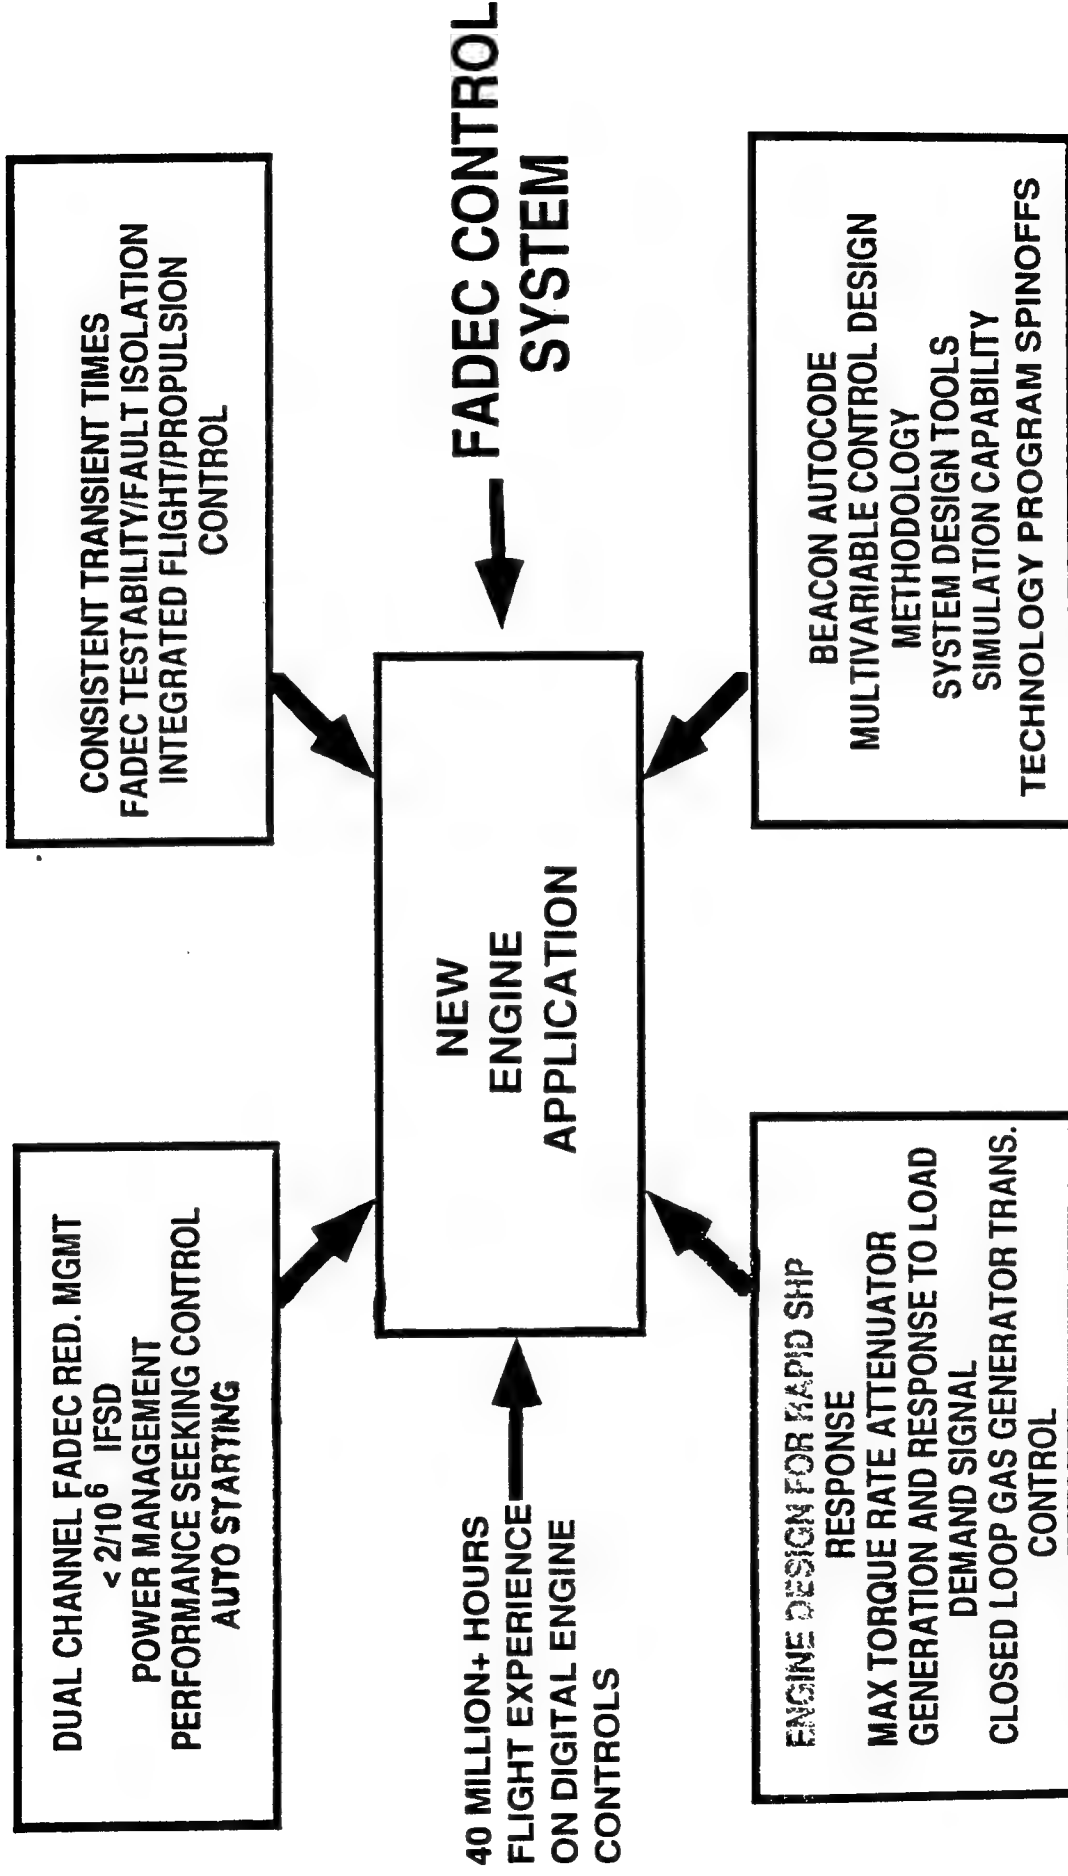 DUAL CHANNEL FADEC RED. MGMT
< 2/10^6 IFSD
POWER MANAGEMENT
PERFORMANCE SEEKING CONTROL
AUTO STARTING
CONSISTENT TRANSIENT TIMES
FADEC TESTABILITY/FAULT ISOLATION
INTEGRATED FLIGHT/PROPULSION
CONTROL
40 MILLION+ HOURS
FLIGHT EXPERIENCE
ON DIGITAL ENGINE
CONTROLS
NEW
ENGINE
APPLICATION
FADEC CONTROL
SYSTEM
ENGINE DESIGN FOR RAPID SHP
RESPONSE
MAX TORQUE RATE ATTENUATOR
GENERATION AND RESPONSE TO LOAD
DEMAND SIGNAL
CLOSED LOOP GAS GENERATOR TRANS.
CONTROL
BEACON AUTOCODE
MULTIVARIABLE CONTROL DESIGN
METHODOLOGY
SYSTEM DESIGN TOOLS
SIMULATION CAPABILITY
TECHNOLOGY PROGRAM SPINOFFS